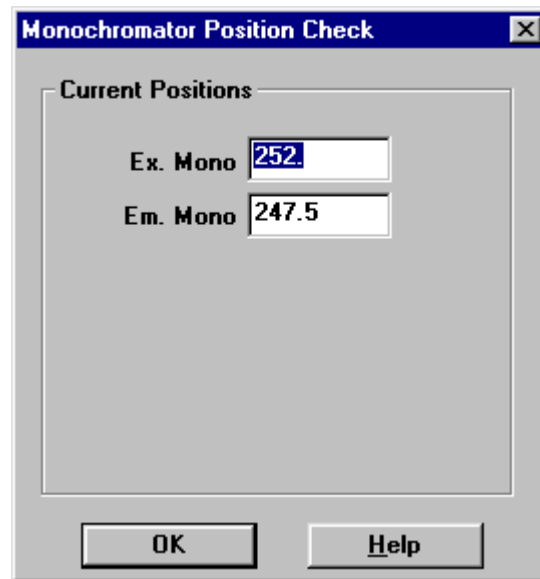 Monochromator Position Check
Current Positions
Ex. Mono 252.
Em. Mono 247.5
OK Help